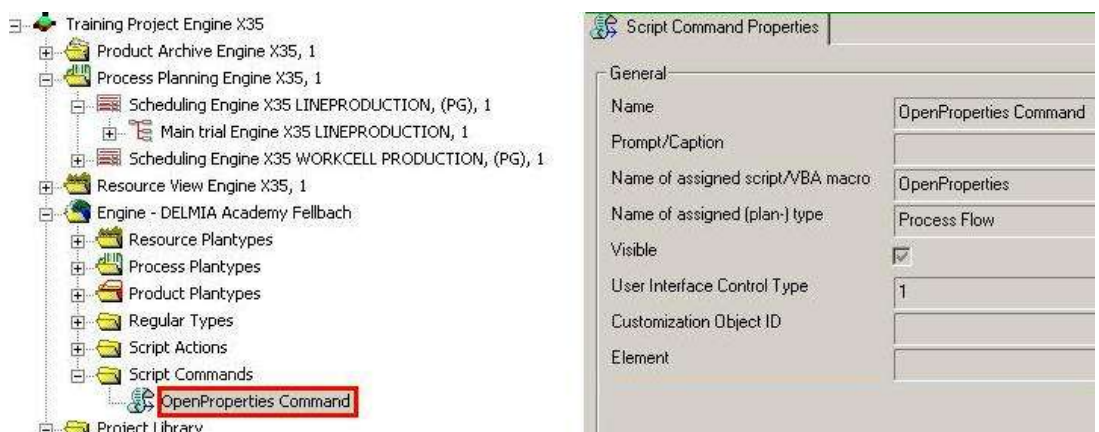 Training Project Engine X35
Product Archive Engine X35, 1
Process Planning Engine X35, 1
Scheduling Engine X35 LINEPRODUCTION, (PG), 1
Main trial Engine X35 LINEPRODUCTION, 1
Scheduling Engine X35 WORKCELL PRODUCTION, (PG), 1
Resource View Engine X35, 1
Engine - DELMIA Academy Fellbach
Resource Plantypes
Process Plantypes
Product Plantypes
Regular Types
Script Actions
Script Commands
OpenProperties Command
Project Library
Script Command Properties
General
Name OpenProperties Command
Prompt/Caption
Name of assigned script/VBA macro OpenProperties
Name of assigned (plan-) type Process Flow
Visible
User Interface Control Type 1
Customization Object ID
Element